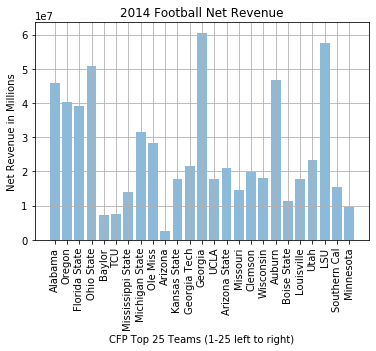 2014 Football Net Revenue
1e7
Net Revenue in Millions
6
5
4
3
2
1
0
Alabama
Oregon
Florida State
Ohio State
Baylor
TCU
Mississippi State
Michigan State
Ole Miss
Arizona
Kansas State
Georgia Tech
Georgia
UCLA
Arizona State
Missouri
Clemson
Wisconsin
Auburn
Boise State
Louisville
Utah
LSU
Southern Cal
Minnesota
CFP Top 25 Teams (1-25 left to right)